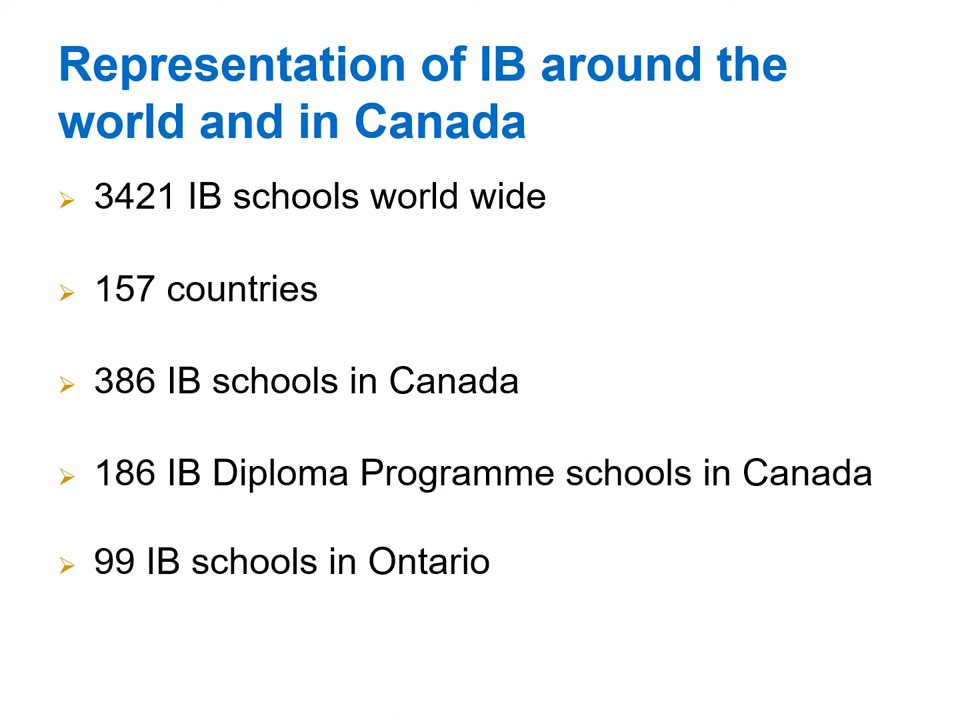 Representation of IB around the
world and in Canada
3421 IB schools world wide
157 countries
386 IB schools in Canada
186 IB Diploma Programme schools in Canada
99 IB schools in Ontario